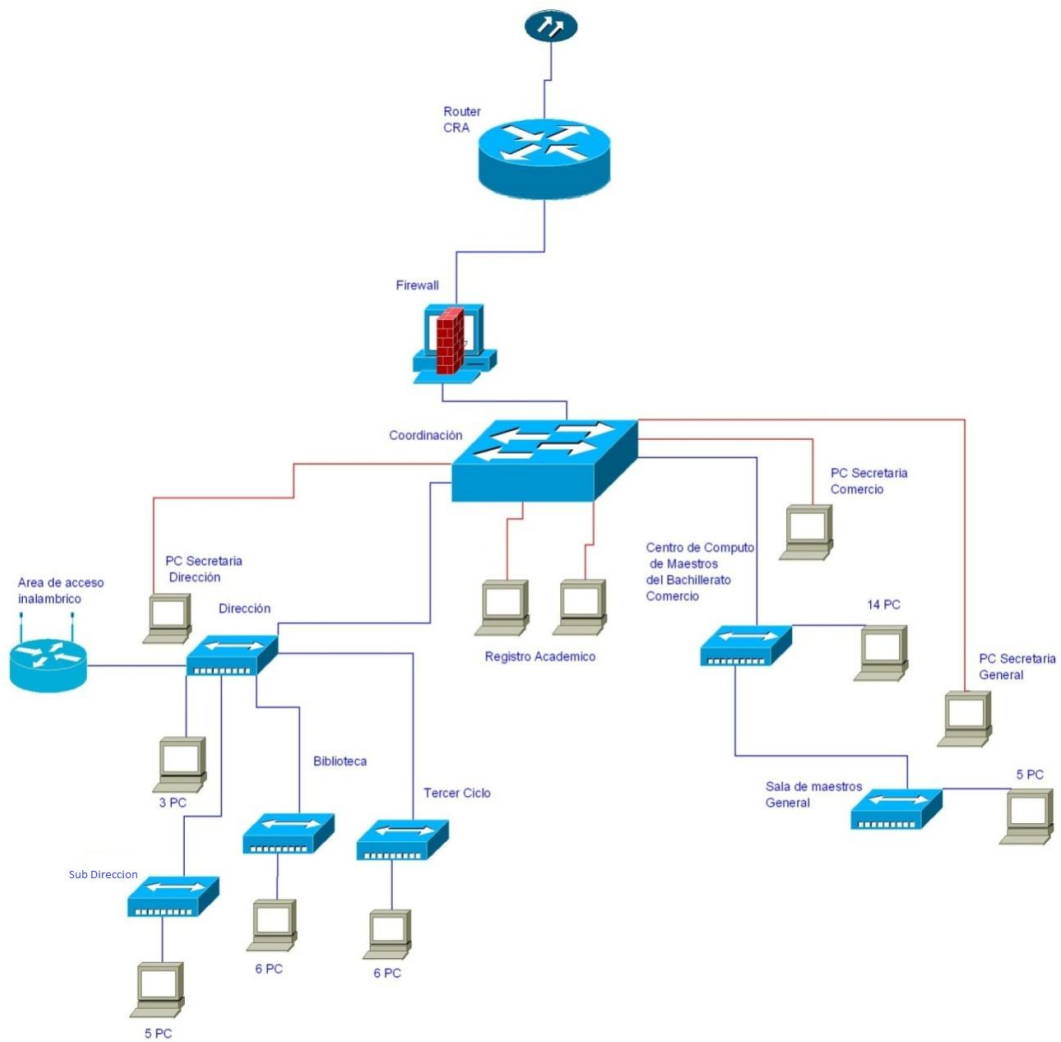 Router
CRA
Firewall
Coordinación
PC Secretaria
Comercio
PC Secretaria
Dirección
Centro de Computo
de Maestros
del Bachillerato
Comercio
Area de acceso
inalambrico
Dirección
14 PC
Registro Academico
PC Secretaria
General
3 PC
Biblioteca
Tercer Ciclo
Sala de maestros
General
5 PC
Sub Direccion
6 PC
6 PC
5 PC